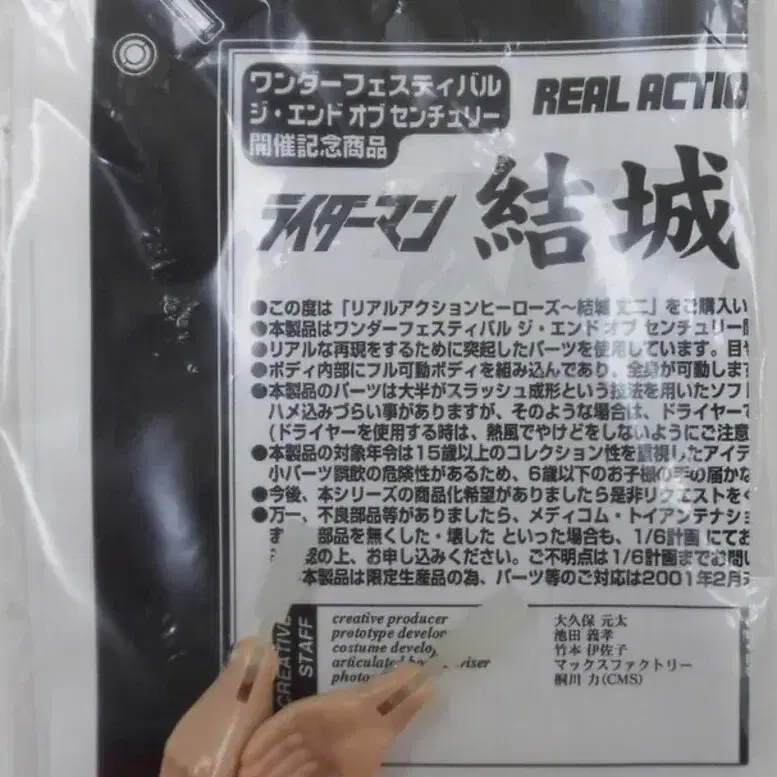 ワンダーフェスティバル
ジ・エンド オブ センチュリー
開催記念商品
REAL ACTIO
ライダーマン 結城
●この度は「リアルアクションヒーローズ〜結城 丈二」をご購入い
●本製品はワンダーフェスティバル ジ・エンド オブ センチュリー開
●リアルな再現をするために突起したパーツを使用しています。目や
●ボディ内部にフル可動ボディを組み込んであり、全身が可動しま
●本製品のパーツは大半がスラッシュ成形という技法を用いたソフト
ハメ込みづらい事がありますが、そのような場合は、ドライヤーで
(ドライヤーを使用する時は、熱風でやけどをしないようにご注意
●本製品の対象年令は15歳以上のコレクション性を重視したアイテ
小パーツ誤飲の危険性があるため、6歳以下のお子様の手の届かな
●今後、本シリーズの商品化希望がありましたら是非リクエストをく
●万一、不良部品等がありましたら、メディコム・トイアンテナショ
ま 部品を無くした・壊した といった場合も、1/6計画 にてお
認の上、お申し込みください。ご不明点は1/6計画までお問い
本製品は限定生産品の為、パーツ等のご対応は2001年2月
CREATIVE STAFF
creative producer 大久保 元太
prototype develop 池田 義孝
costume develop 竹本 伊佐子
articulated viser マックスファクトリー
photo 桐川 力(CMS)